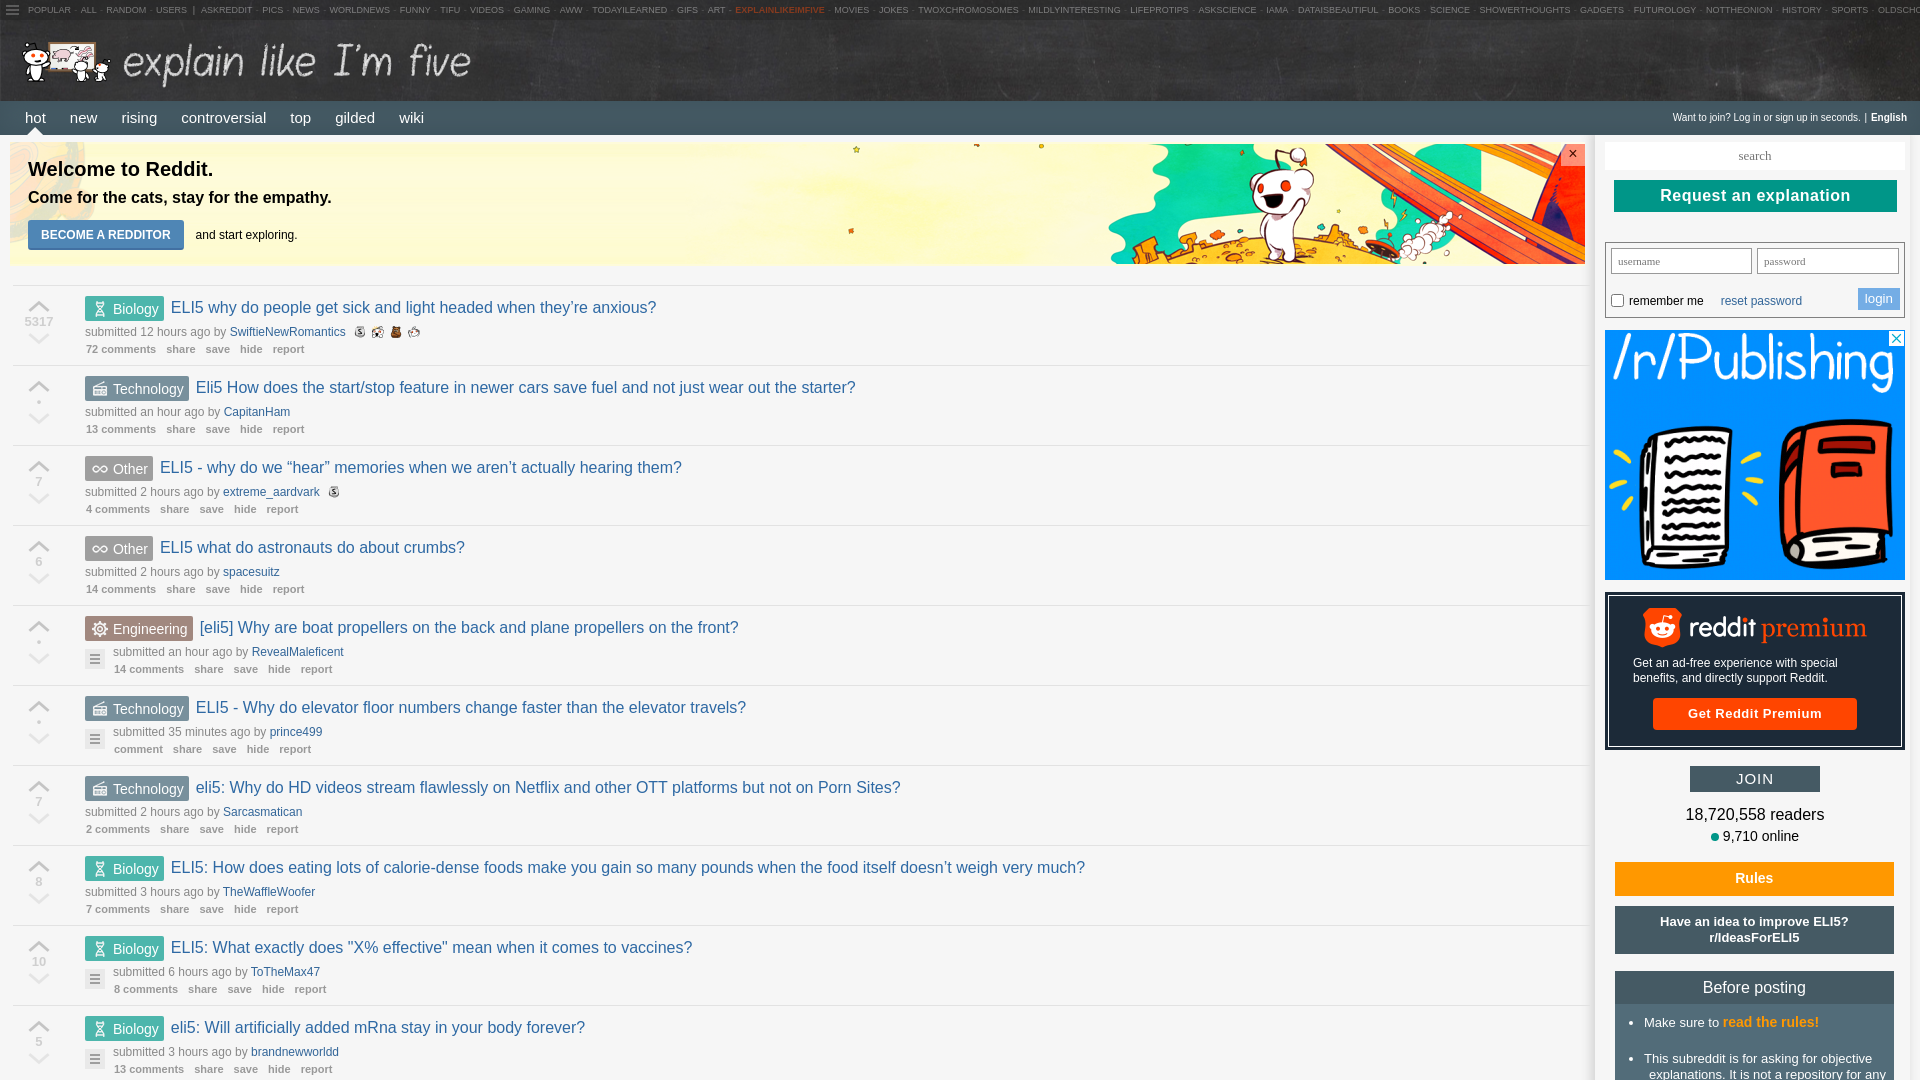 POPULAR - ALL - RANDOM - USERS | ASKREDDIT - PICS - NEWS - WORLDNEWS - FUNNY - TIFU - VIDEOS - GAMING - AWW - TODAYILEARNED - GIFS - ART - EXPLAINLIKEIMFIVE - MOVIES - JOKES - TWOXCHROMOSOMES - MILDLYINTERESTING - LIFEPROTIPS - ASKSCIENCE - IAMA - DATAISBEAUTIFUL - BOOKS - SCIENCE - SHOWERTHOUGHTS - GADGETS - FUTUROLOGY - NOTTHEONION - HISTORY - SPORTS - OLDSCHO
explain like I'm five
hot new rising controversial top gilded wiki
Want to join? Log in or sign up in seconds. | English
Welcome to Reddit.
Come for the cats, stay for the empathy.
BECOME A REDDITOR and start exploring.
×
5317
Biology ELI5 why do people get sick and light headed when they’re anxious?
submitted 12 hours ago by SwiftieNewRomantics
72 comments share save hide report
•
Technology Eli5 How does the start/stop feature in newer cars save fuel and not just wear out the starter?
submitted an hour ago by CapitanHam
13 comments share save hide report
7
Other ELI5 - why do we “hear” memories when we aren’t actually hearing them?
submitted 2 hours ago by extreme_aardvark
4 comments share save hide report
6
Other ELI5 what do astronauts do about crumbs?
submitted 2 hours ago by spacesuitz
14 comments share save hide report
•
Engineering [eli5] Why are boat propellers on the back and plane propellers on the front?
submitted an hour ago by RevealMaleficent
14 comments share save hide report
•
Technology ELI5 - Why do elevator floor numbers change faster than the elevator travels?
submitted 35 minutes ago by prince499
comment share save hide report
7
Technology eli5: Why do HD videos stream flawlessly on Netflix and other OTT platforms but not on Porn Sites?
submitted 2 hours ago by Sarcasmatican
2 comments share save hide report
8
Biology ELI5: How does eating lots of calorie-dense foods make you gain so many pounds when the food itself doesn’t weigh very much?
submitted 3 hours ago by TheWaffleWoofer
7 comments share save hide report
10
Biology ELI5: What exactly does "X% effective" mean when it comes to vaccines?
submitted 6 hours ago by ToTheMax47
8 comments share save hide report
5
Biology eli5: Will artificially added mRna stay in your body forever?
submitted 3 hours ago by brandnewworldd
13 comments share save hide report
search
Request an explanation
username password
remember me reset password login
/r/Publishing
reddit premium
Get an ad-free experience with special
benefits, and directly support Reddit.
Get Reddit Premium
JOIN
18,720,558 readers
9,710 online
Rules
Have an idea to improve ELI5?
r/IdeasForELI5
Before posting
• Make sure to read the rules!
• This subreddit is for asking for objective
explanations. It is not a repository for any